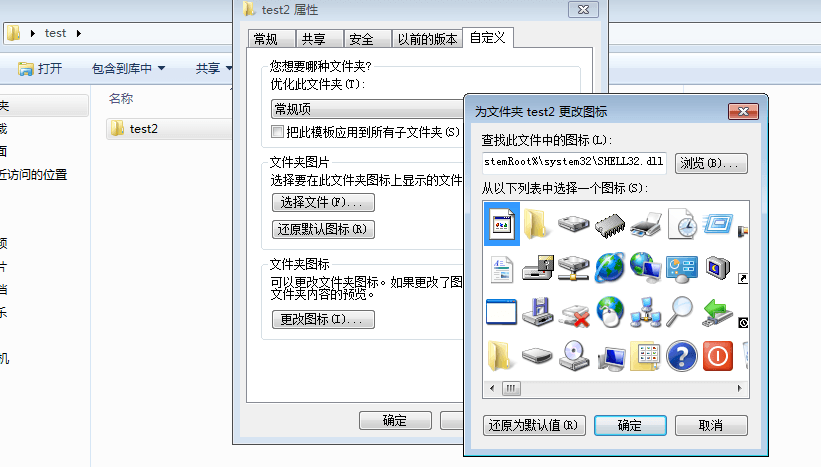 test2 属性
test
打开
包含到库中
共享
名称
test2
夹
面
近访问的位置
片
档
乐
机
常规
共享
安全
以前的版本
自定义
您想要哪种文件夹?
优化此文件夹(T):
常规项
把此模板应用到所有子文件夹(S)
文件夹图片
选择要在此文件夹图标上显示的文件
选择文件(F)...
还原默认图标(R)
文件夹图标
可以更改文件夹图标。如果更改了图
文件夹内容的预览。
更改图标(I)...
确定
为文件夹 test2 更改图标
查找此文件中的图标(L):
stemRoot%\system32\SHELL32.dll
浏览(B)...
从以下列表中选择一个图标(S):
还原为默认值(R)
确定
取消